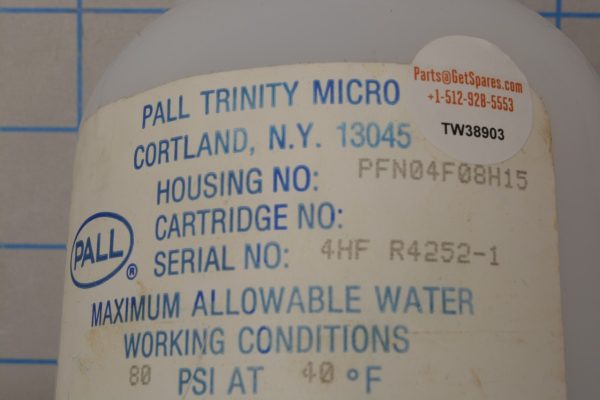 Parts@GetSpares.com
+1-512-928-5553
TW38903
PALL TRINITY MICRO
CORTLAND, N.Y. 13045
HOUSING NO: PFN04F08H15
CARTRIDGE NO:
SERIAL NO: 4HF R4252-1
PALL ®
MAXIMUM ALLOWABLE WATER
WORKING CONDITIONS
80 PSI AT 40 °F